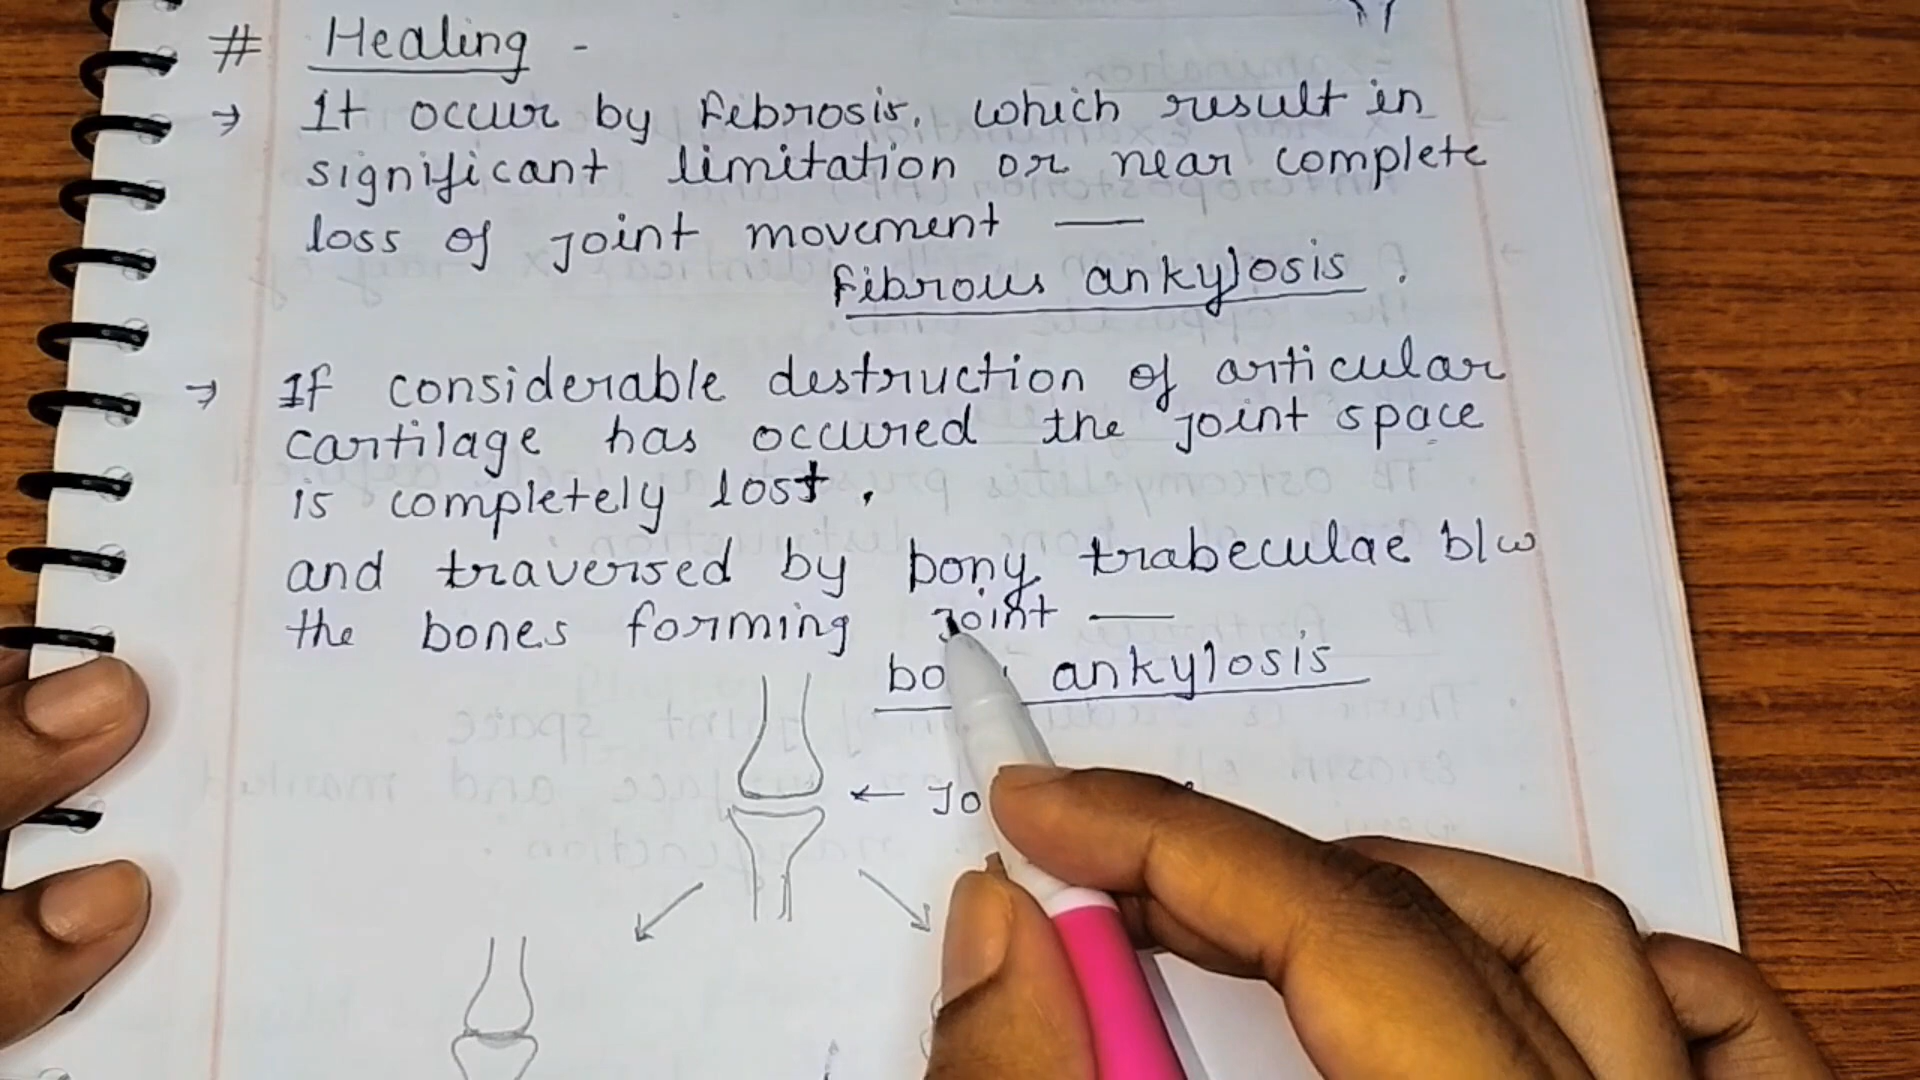 # Healing -
→ It occur by fibrosis, which result in
significant limitation or near complete
loss of joint movement —
fibrous ankylosis.
→ If considerable destruction of articular
cartilage has occured the joint space
is completely lost.
and traversed by bony trabeculae b/w
the bones forming joint —
ankylosis
←